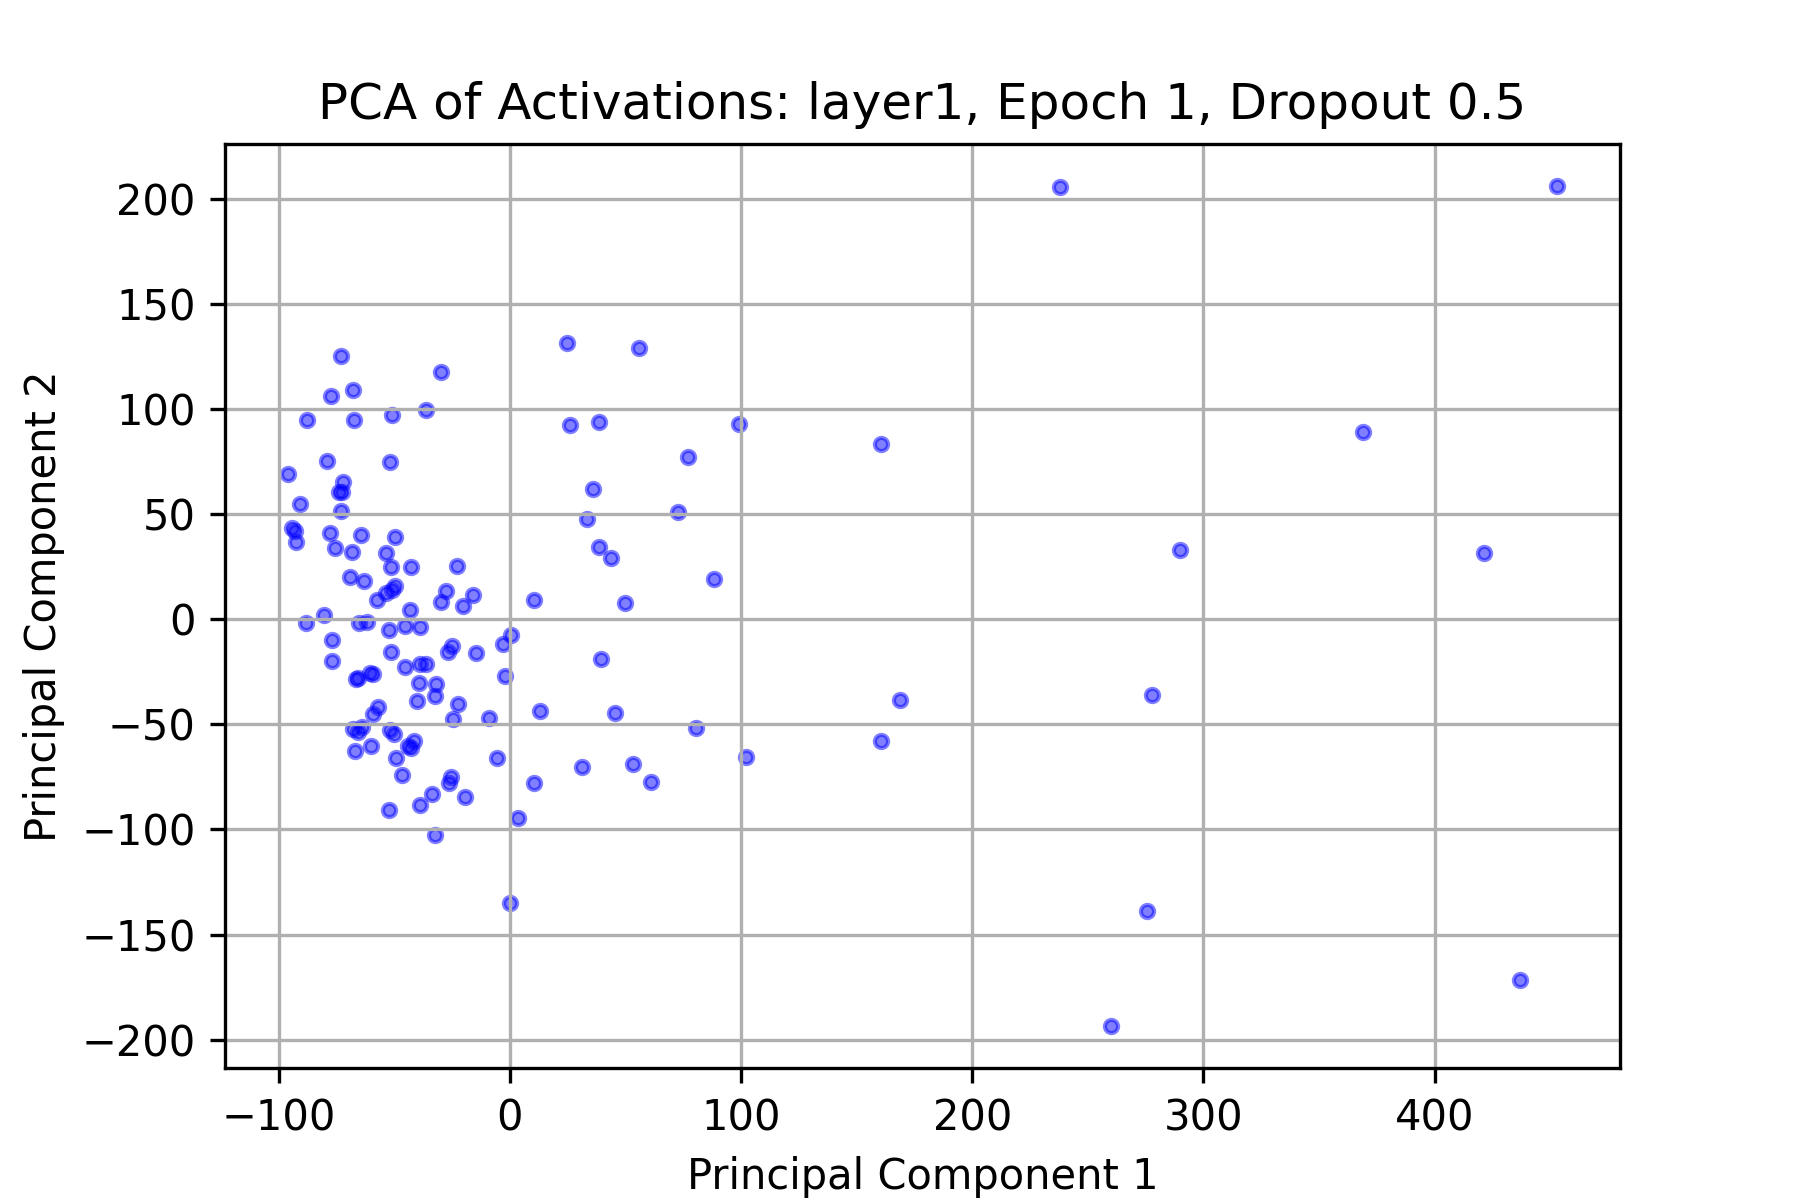 PCA of Activations: layer1, Epoch 1, Dropout 0.5
200
150
100
50
0
−50
−100
−150
−200
Principal Component 2
−100 0 100 200 300 400
Principal Component 1